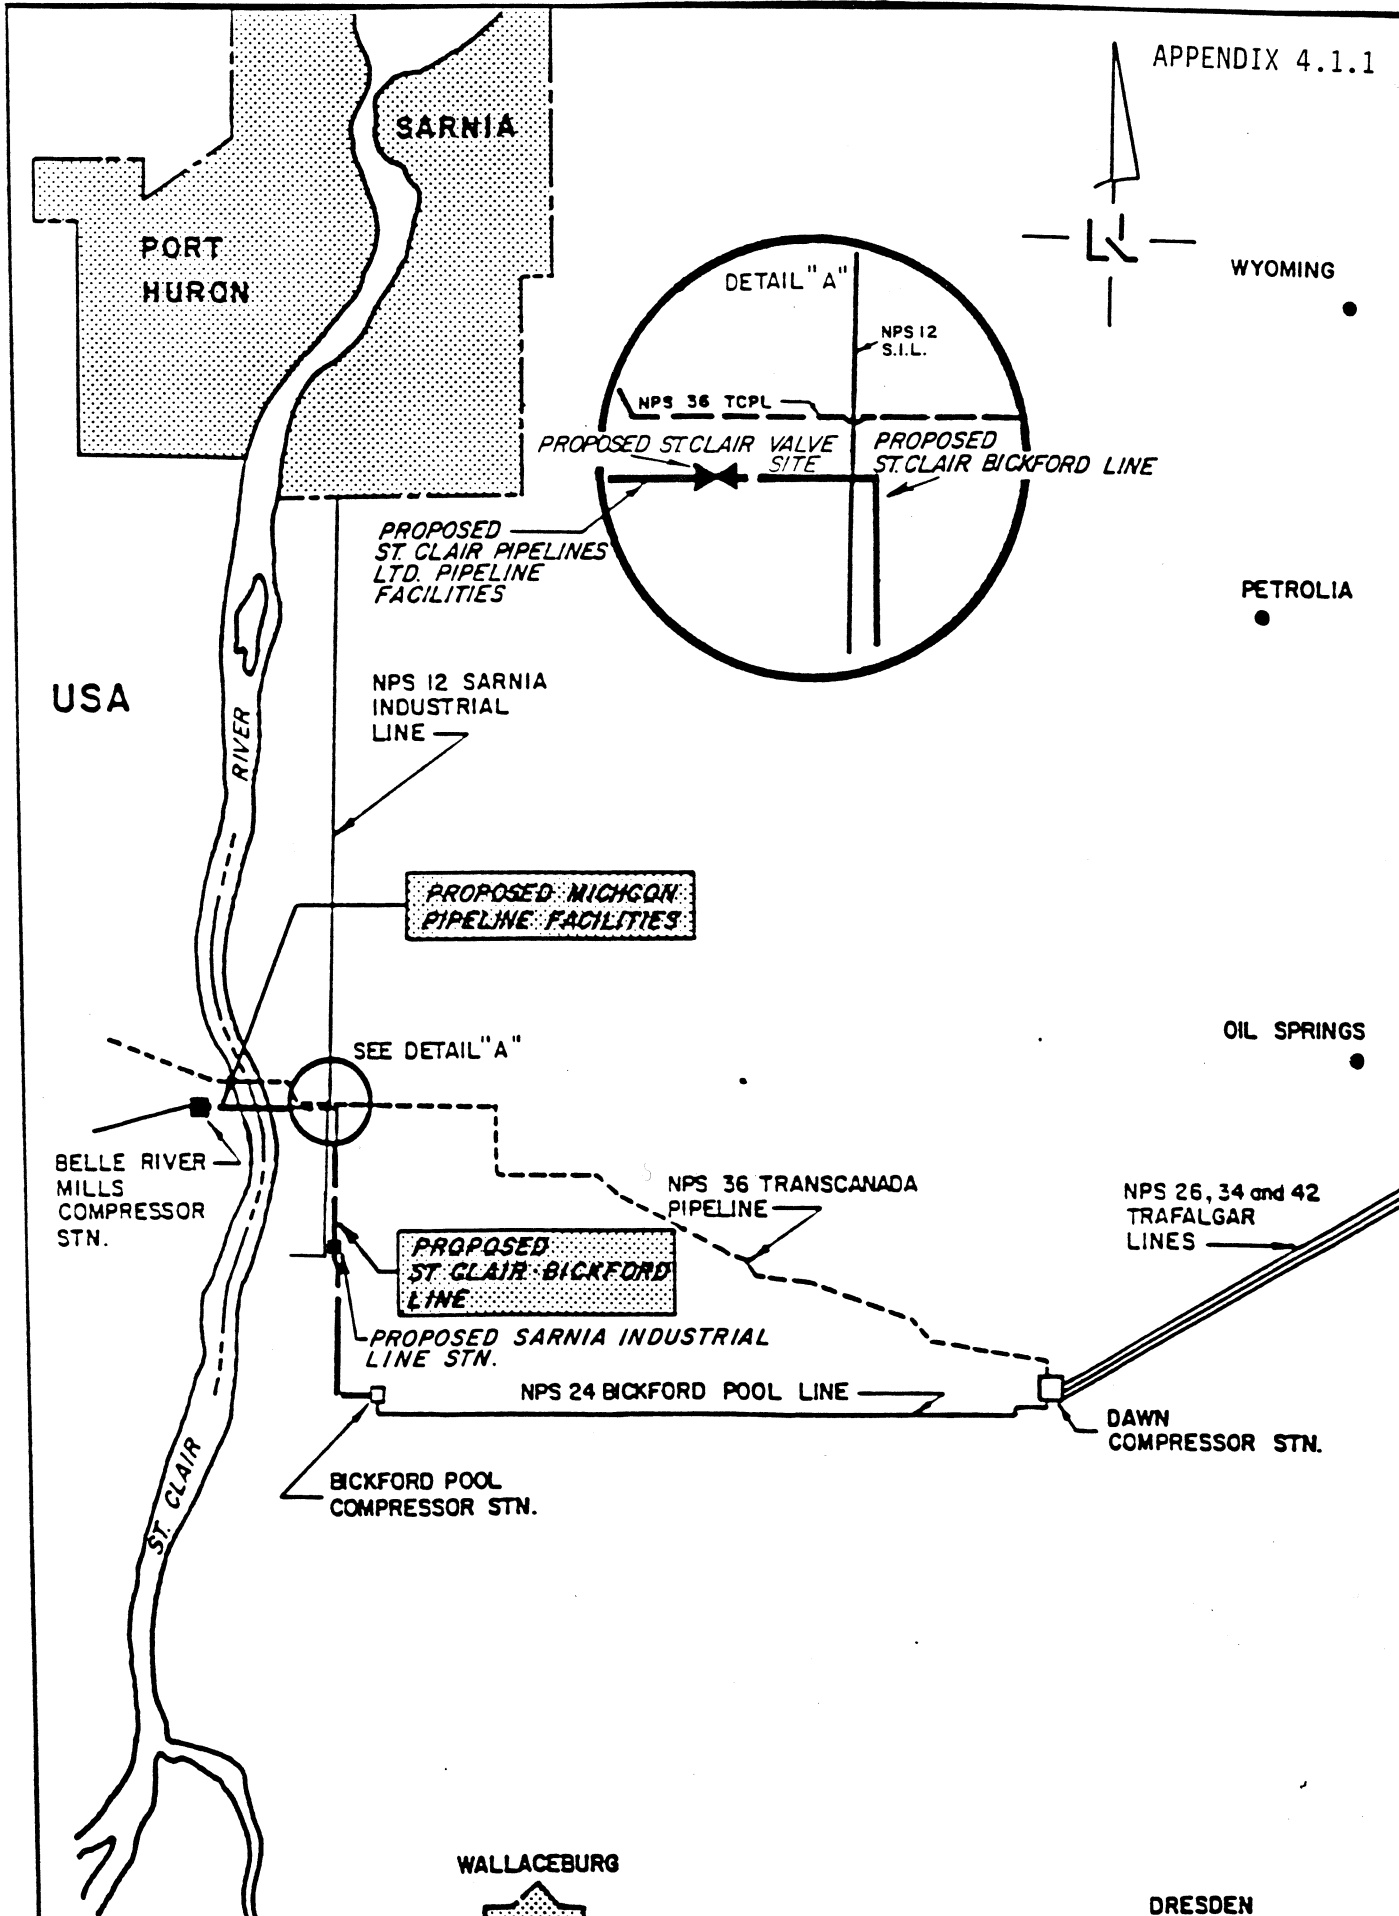 APPENDIX 4.1.1
SARNIA
PORT
HURON
WYOMING
DETAIL "A"
NPS 12
S.I.L.
NPS 36 TCPL
PROPOSED ST. CLAIR VALVE
SITE
PROPOSED
ST. CLAIR BICKFORD LINE
PROPOSED
ST. CLAIR PIPELINES
LTD. PIPELINE
FACILITIES
PETROLIA
USA
NPS 12 SARNIA
INDUSTRIAL
LINE
RIVER
PROPOSED MICHCON
PIPELINE FACILITIES
OIL SPRINGS
SEE DETAIL "A"
BELLE RIVER
MILLS
COMPRESSOR
STN.
NPS 36 TRANSCANADA
PIPELINE
NPS 26, 34 and 42
TRAFALGAR
LINES
PROPOSED
ST CLAIR BICKFORD
LINE
PROPOSED SARNIA INDUSTRIAL
LINE STN.
NPS 24 BICKFORD POOL LINE
DAWN
COMPRESSOR STN.
BICKFORD POOL
COMPRESSOR STN.
ST. CLAIR
WALLACEBURG
DRESDEN